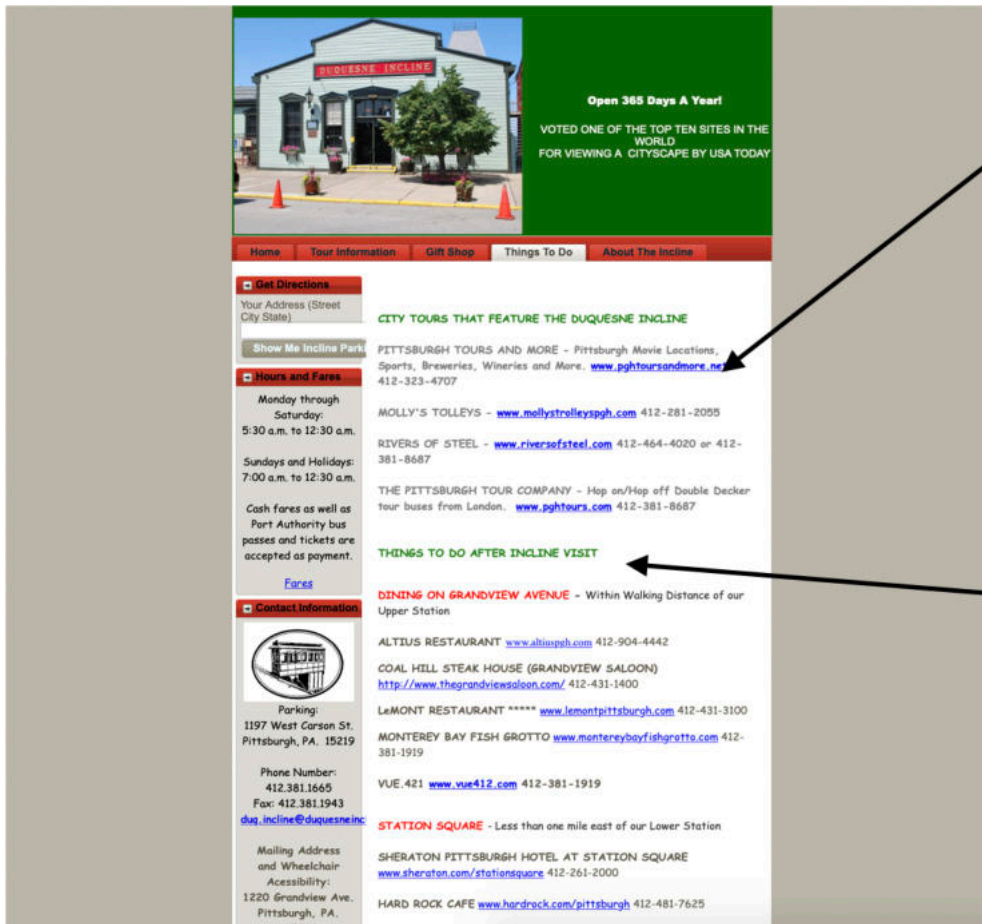 DUQUESNE INCLINE
Open 365 Days A Year!
VOTED ONE OF THE TOP TEN SITES IN THE
WORLD
FOR VIEWING A CITYSCAPE BY USA TODAY
Home Tour Information Gift Shop Things To Do About The Incline
Get Directions
Your Address (Street
City State)
Show Me Incline Parki
Hours and Fares
Monday through
Saturday:
5:30 a.m. to 12:30 a.m.
Sundays and Holidays:
7:00 a.m. to 12:30 a.m.
Cash fares as well as
Port Authority bus
passes and tickets are
accepted as payment.
Fares
Contact Information
Parking:
1197 West Carson St.
Pittsburgh, PA. 15219
Phone Number:
412.381.1665
Fax: 412.381.1943
dug.incline@duquesneinc
Mailing Address
and Wheelchair
Acessibility:
1220 Grandview Ave.
Pittsburgh, PA.
CITY TOURS THAT FEATURE THE DUQUESNE INCLINE
PITTSBURGH TOURS AND MORE - Pittsburgh Movie Locations,
Sports, Breweries, Wineries and More. www.pghtoursandmore.net
412-323-4707
MOLLY'S TOLLEYS - www.mollystrolleyspgh.com 412-281-2055
RIVERS OF STEEL - www.riversofsteel.com 412-464-4020 or 412-
381-8687
THE PITTSBURGH TOUR COMPANY - Hop on/Hop off Double Decker
tour buses from London. www.pghtours.com 412-381-8687
THINGS TO DO AFTER INCLINE VISIT
DINING ON GRANDVIEW AVENUE - Within Walking Distance of our
Upper Station
ALTIUS RESTAURANT www.altiuspgh.com 412-904-4442
COAL HILL STEAK HOUSE (GRANDVIEW SALOON)
http://www.thegrandviewsaloon.com/ 412-431-1400
LeMONT RESTAURANT ***** www.lemontpittsburgh.com 412-431-3100
MONTEREY BAY FISH GROTTO www.montereybayfishgrotto.com 412-
381-1919
VUE.421 www.vue412.com 412-381-1919
STATION SQUARE - Less than one mile east of our Lower Station
SHERATON PITTSBURGH HOTEL AT STATION SQUARE
www.sheraton.com/stationsquare 412-261-2000
HARD ROCK CAFE www.hardrock.com/pittsburgh 412-481-7625